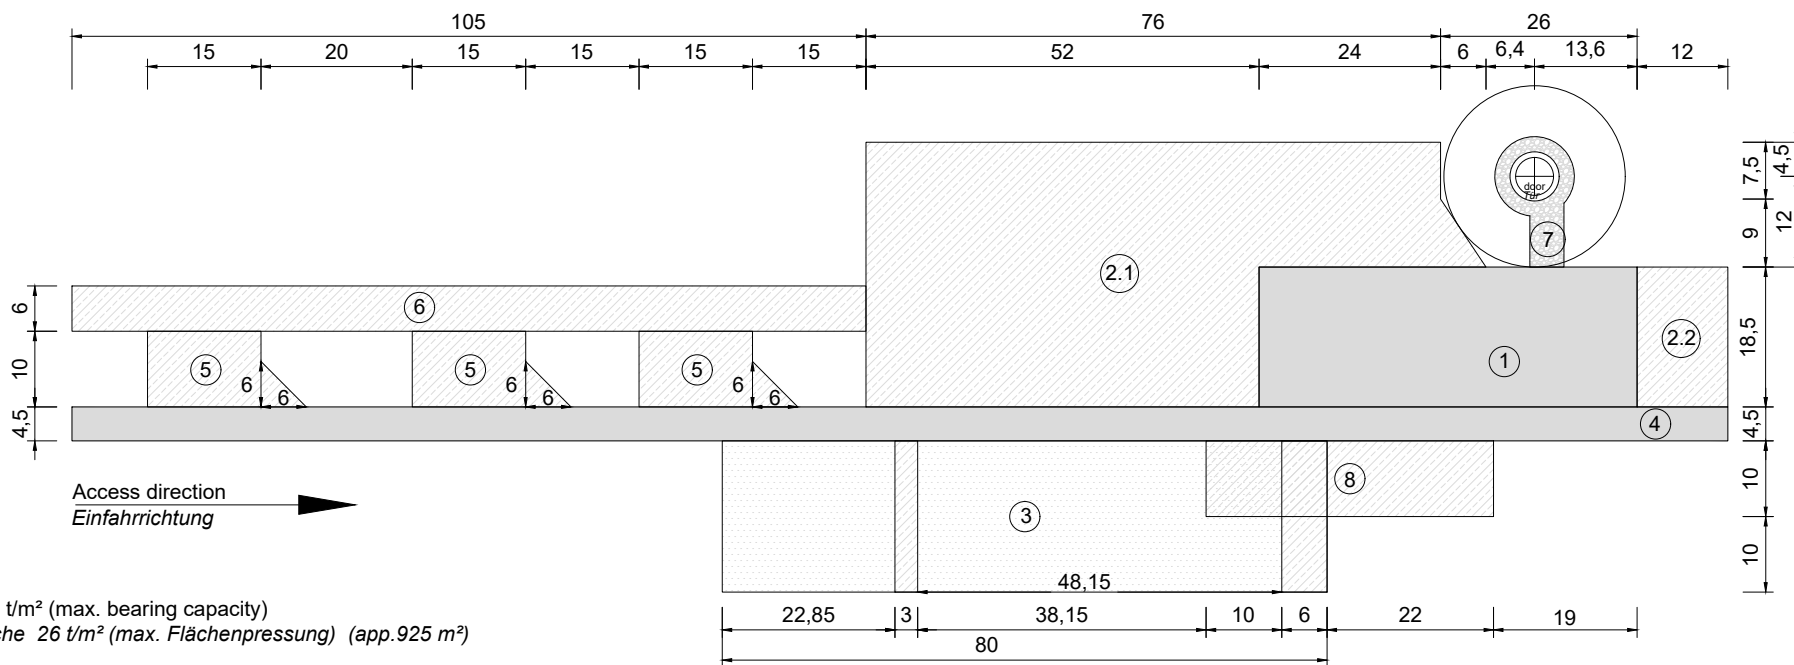 105 76 26
15 20 15 15 15 15 52 24 6 6,4 13,6 12
door
Tür
7,5 4,5
9 12
7
2.1
6 6
18,5
2.2
1
10 5 5 5
6 6 6
6 6 6
4,5 4 4,5
8 10
Access direction
Einfahrrichtung
3
10
48,15
t/m² (max. bearing capacity)
che 26 t/m² (max. Flächenpressung) (app.925 m²)
22,85 3 38,15 10 6 22 19
80